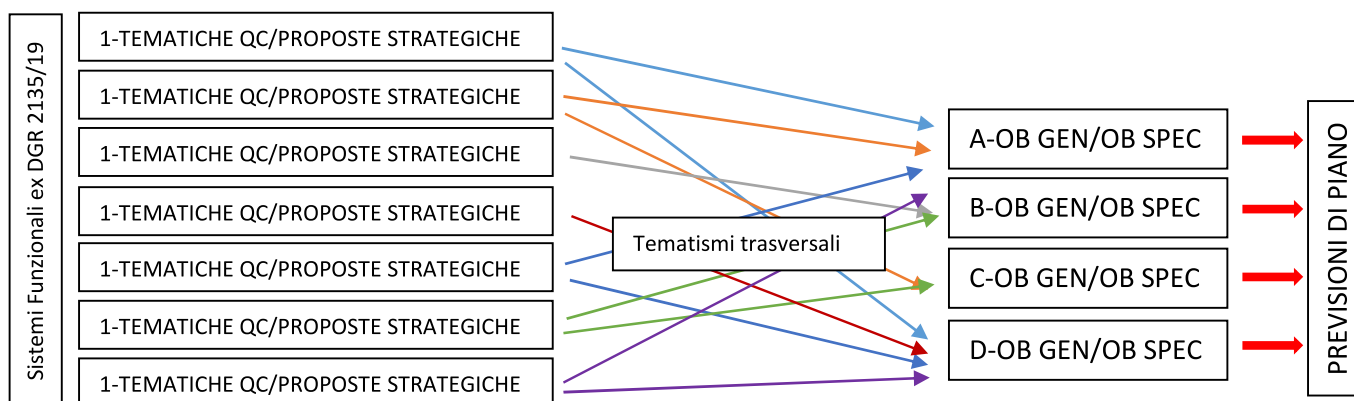 Sistemi Funzionali ex DGR 2135/19
1-TEMATICHE QC/PROPOSTE STRATEGICHE
1-TEMATICHE QC/PROPOSTE STRATEGICHE
1-TEMATICHE QC/PROPOSTE STRATEGICHE
1-TEMATICHE QC/PROPOSTE STRATEGICHE
1-TEMATICHE QC/PROPOSTE STRATEGICHE
1-TEMATICHE QC/PROPOSTE STRATEGICHE
1-TEMATICHE QC/PROPOSTE STRATEGICHE
Tematismi trasversali
A-OB GEN/OB SPEC
B-OB GEN/OB SPEC
C-OB GEN/OB SPEC
D-OB GEN/OB SPEC
PREVISIONI DI PIANO